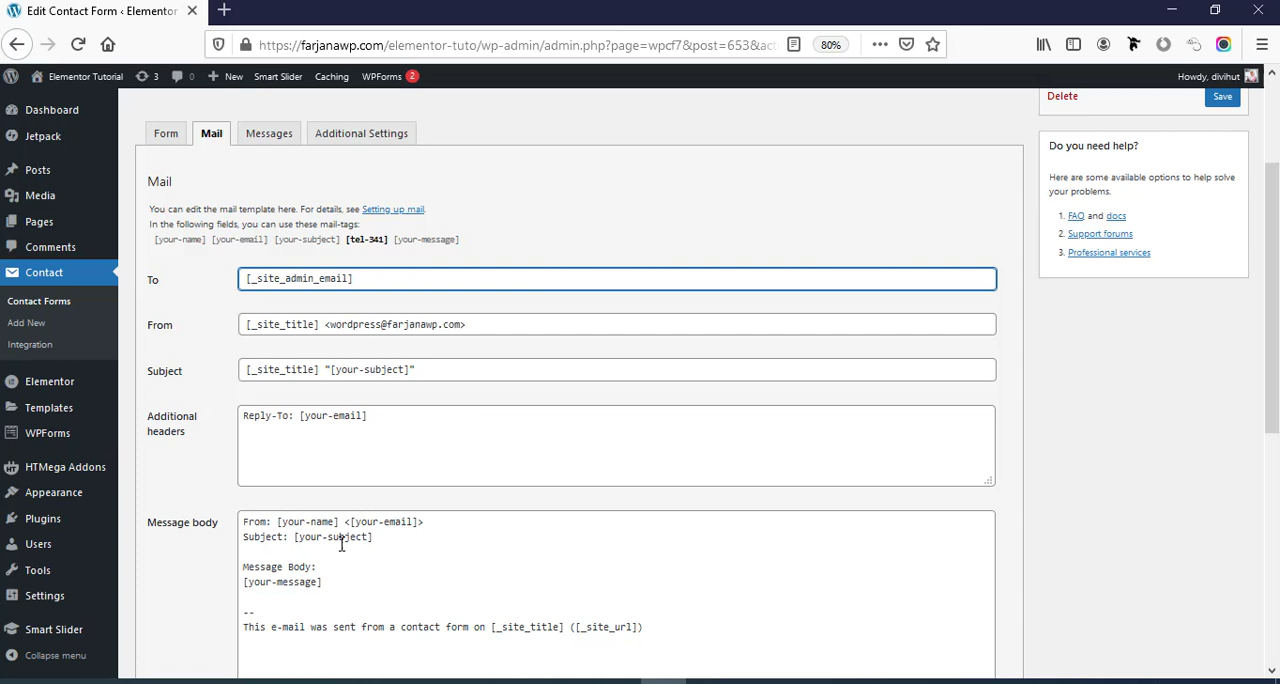 Edit Contact Form ‹ Elementor
https://farjanawp.com/elementor-tuto/wp-admin/admin.php?page=wpcf7&post=653&act
80%
Elementor Tutorial
3
0
New
Smart Slider
Caching
WPForms 2
Howdy, divihut
Dashboard
Jetpack
Posts
Media
Pages
Comments
Contact
Contact Forms
Add New
Integration
Elementor
Templates
WPForms
HTMega Addons
Appearance
Plugins
Users
Tools
Settings
Smart Slider
Collapse menu
Form
Mail
Messages
Additional Settings
Mail
You can edit the mail template here. For details, see Setting up mail.
In the following fields, you can use these mail-tags:
[your-name] [your-email] [your-subject] [tel-341] [your-message]
To
[_site_admin_email]
From
[_site_title] <wordpress@farjanawp.com>
Subject
[_site_title] "[your-subject]"
Additional
headers
Reply-To: [your-email]
Message body
From: [your-name] <[your-email]>
Subject: [your-subject]
Message Body:
[your-message]
--
This e-mail was sent from a contact form on [_site_title] ([_site_url])
Delete
Save
Do you need help?
Here are some available options to help solve
your problems.
1. FAQ and docs
2. Support forums
3. Professional services